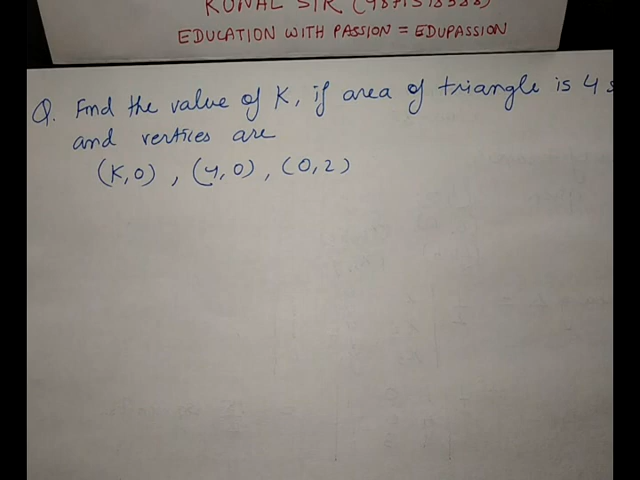 EDUCATION WITH PASSION = EDUPASSION
Q. Find the value of K, if area of triangle is 4 s
and vertices are
(K,0) , (4,0) , (0,2)